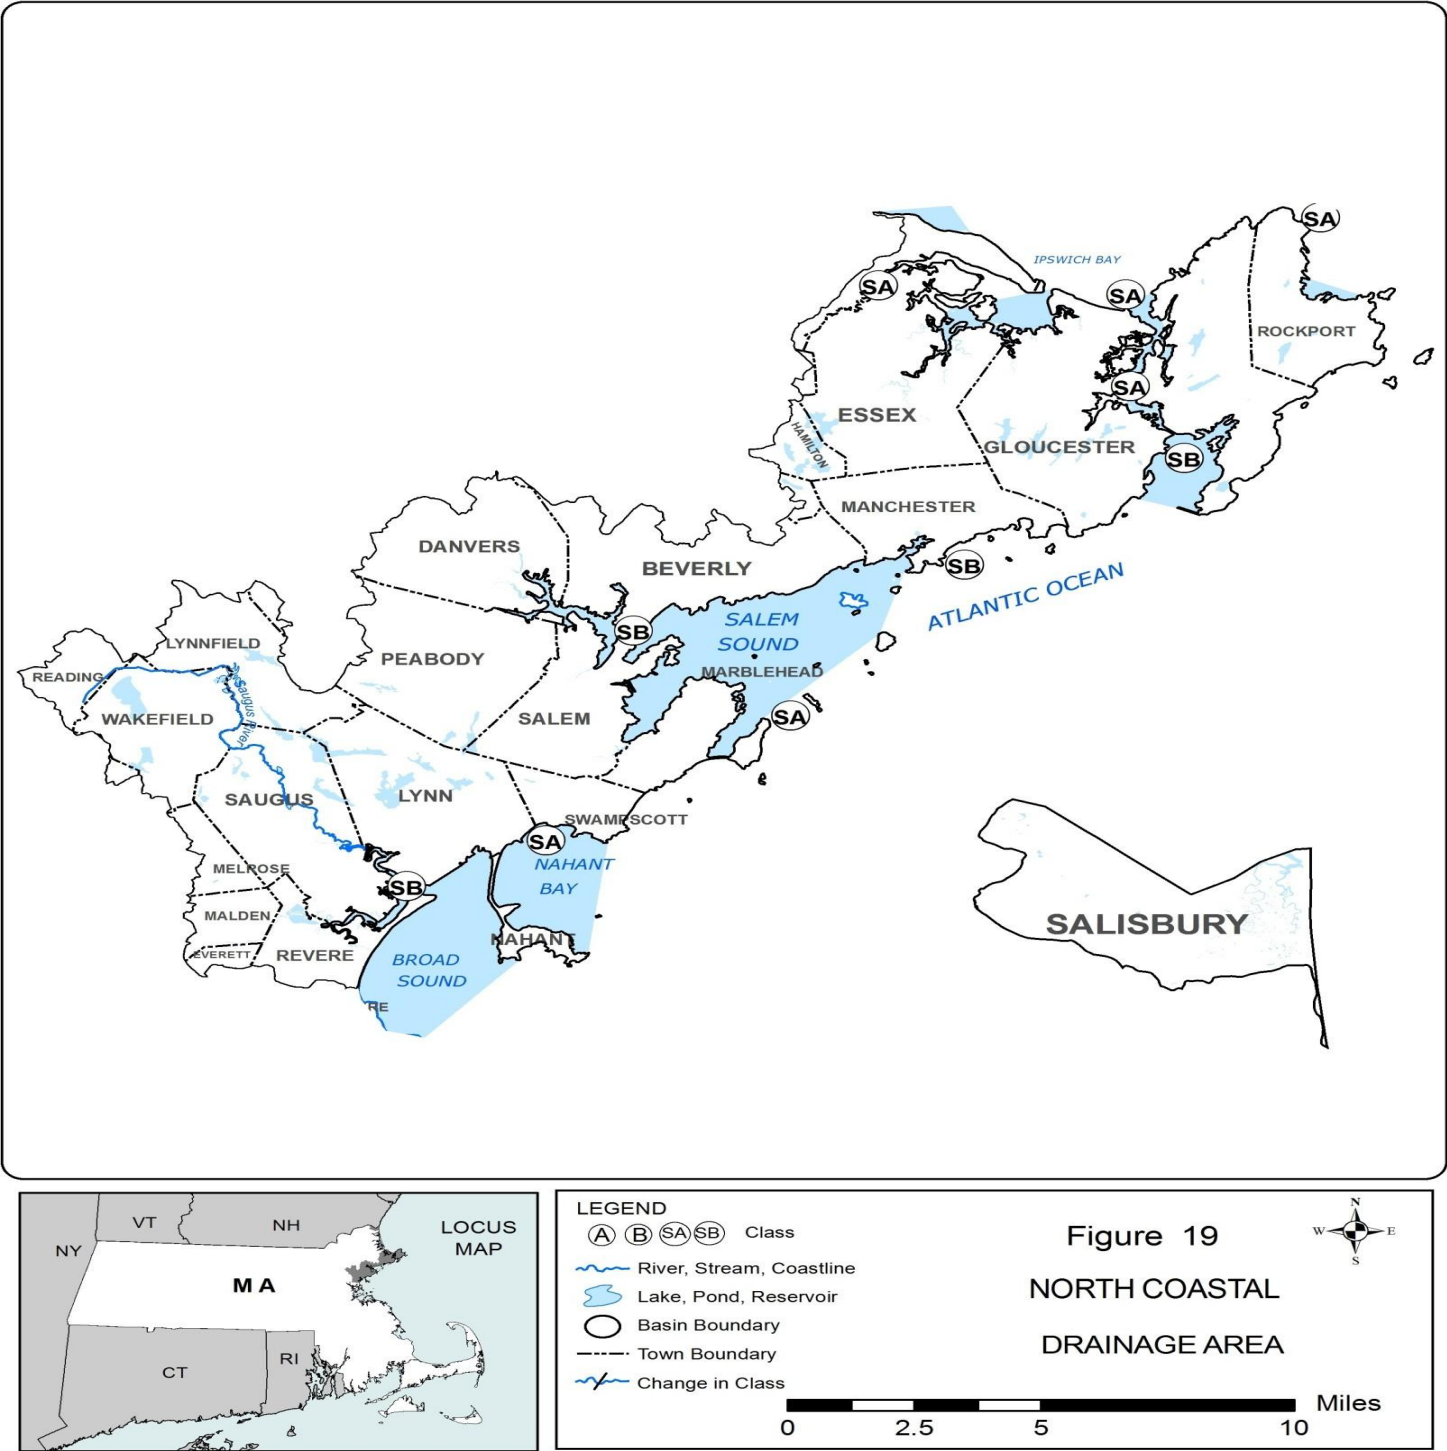 SA
IPSWICH BAY
SA
SA
ROCKPORT
SA
ESSEX
HAMILTON
GLOUCESTER
SB
MANCHESTER
DANVERS
BEVERLY
SB
ATLANTIC OCEAN
SALEM
SOUND
SB
LYNNFIELD
PEABODY
MARBLEHEAD
READING
Saugus River
WAKEFIELD
SALEM
SA
SAUGUS
LYNN
SWAMPSCOTT
SA
NAHANT
BAY
MELROSE
SB
MALDEN
SALISBURY
NAHANT
EVERETT
REVERE
BROAD
SOUND
RE
VT
NH
LOCUS
MAP
NY
MA
CT
RI
LEGEND
A B SA SB Class
River, Stream, Coastline
Lake, Pond, Reservoir
Basin Boundary
Town Boundary
Change in Class
Figure 19
NORTH COASTAL
DRAINAGE AREA
N
W E
S
Miles
0 2.5 5 10